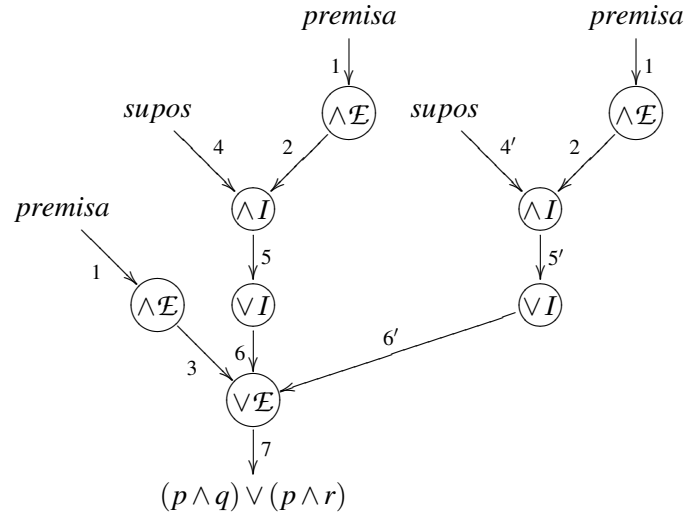 premisa premisa
1 1
supos ∧ℰ supos ∧ℰ
4 2 4′ 2
premisa ∧I ∧I
1 5 5′
∧ℰ ∨I ∨I
3 6 6′
∨ℰ
7
(p ∧ q) ∨ (p ∧ r)